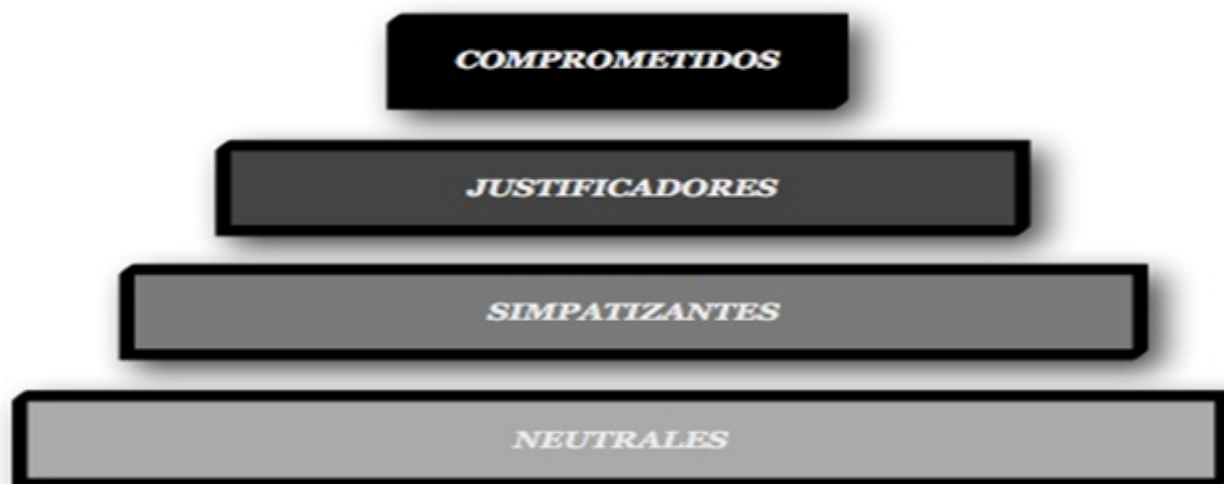 COMPROMETIDOS
JUSTIFICADORES
SIMPATIZANTES
NEUTRALES